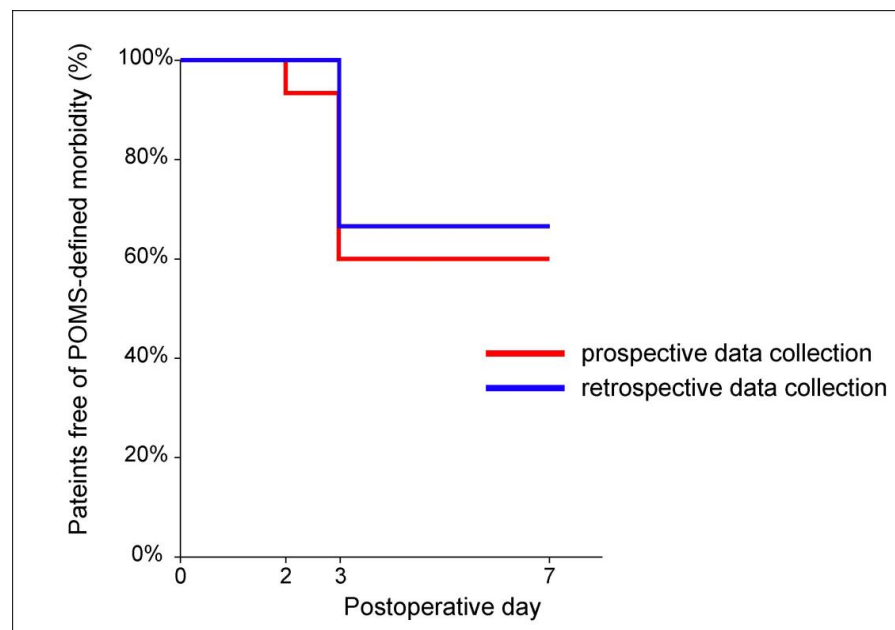 Pateints free of POMS-defined morbidity (%)
100%
80%
60%
40%
20%
0%
0 2 3 7
Postoperative day
prospective data collection
retrospective data collection